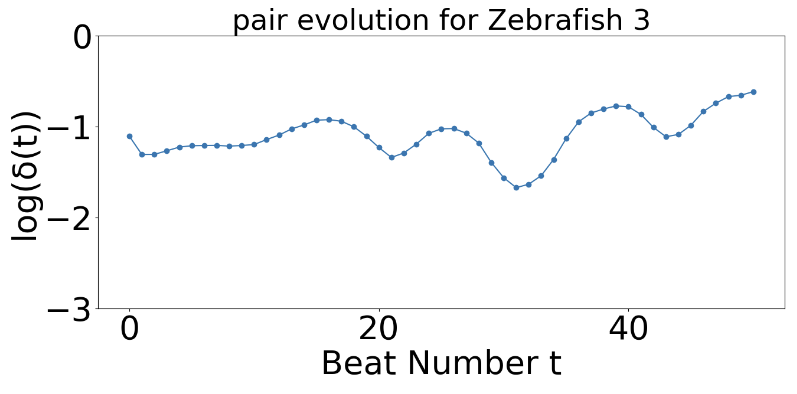 pair evolution for Zebrafish 3
0
−1
−2
−3
log(δ(t))
0 20 40
Beat Number t